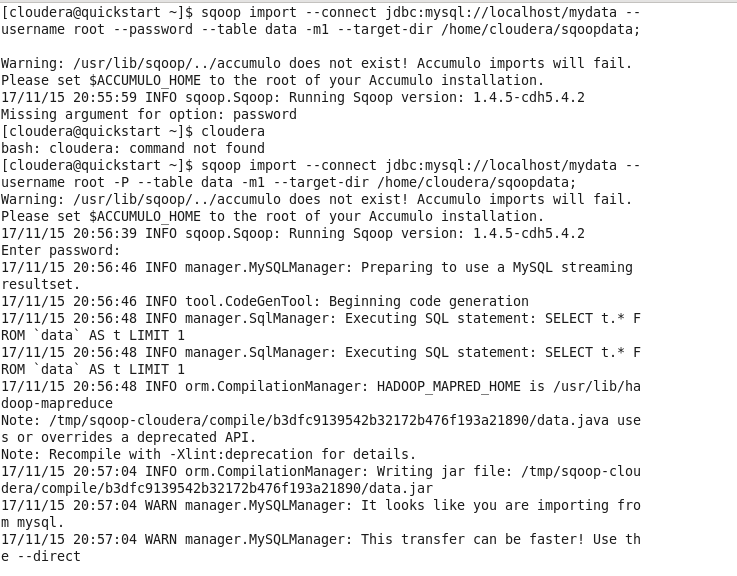 [cloudera@quickstart ~]$ sqoop import --connect jdbc:mysql://localhost/mydata --
username root --password --table data -m1 --target-dir /home/cloudera/sqoopdata;
Warning: /usr/lib/sqoop/../accumulo does not exist! Accumulo imports will fail.
Please set $ACCUMULO_HOME to the root of your Accumulo installation.
17/11/15 20:55:59 INFO sqoop.Sqoop: Running Sqoop version: 1.4.5-cdh5.4.2
Missing argument for option: password
[cloudera@quickstart ~]$ cloudera
bash: cloudera: command not found
[cloudera@quickstart ~]$ sqoop import --connect jdbc:mysql://localhost/mydata --
username root -P --table data -m1 --target-dir /home/cloudera/sqoopdata;
Warning: /usr/lib/sqoop/../accumulo does not exist! Accumulo imports will fail.
Please set $ACCUMULO_HOME to the root of your Accumulo installation.
17/11/15 20:56:39 INFO sqoop.Sqoop: Running Sqoop version: 1.4.5-cdh5.4.2
Enter password:
17/11/15 20:56:46 INFO manager.MySQLManager: Preparing to use a MySQL streaming
resultset.
17/11/15 20:56:46 INFO tool.CodeGenTool: Beginning code generation
17/11/15 20:56:48 INFO manager.SqlManager: Executing SQL statement: SELECT t.* F
ROM `data` AS t LIMIT 1
17/11/15 20:56:48 INFO manager.SqlManager: Executing SQL statement: SELECT t.* F
ROM `data` AS t LIMIT 1
17/11/15 20:56:48 INFO orm.CompilationManager: HADOOP_MAPRED_HOME is /usr/lib/ha
doop-mapreduce
Note: /tmp/sqoop-cloudera/compile/b3dfc9139542b32172b476f193a21890/data.java use
s or overrides a deprecated API.
Note: Recompile with -Xlint:deprecation for details.
17/11/15 20:57:04 INFO orm.CompilationManager: Writing jar file: /tmp/sqoop-clou
dera/compile/b3dfc9139542b32172b476f193a21890/data.jar
17/11/15 20:57:04 WARN manager.MySQLManager: It looks like you are importing fro
m mysql.
17/11/15 20:57:04 WARN manager.MySQLManager: This transfer can be faster! Use th
e --direct